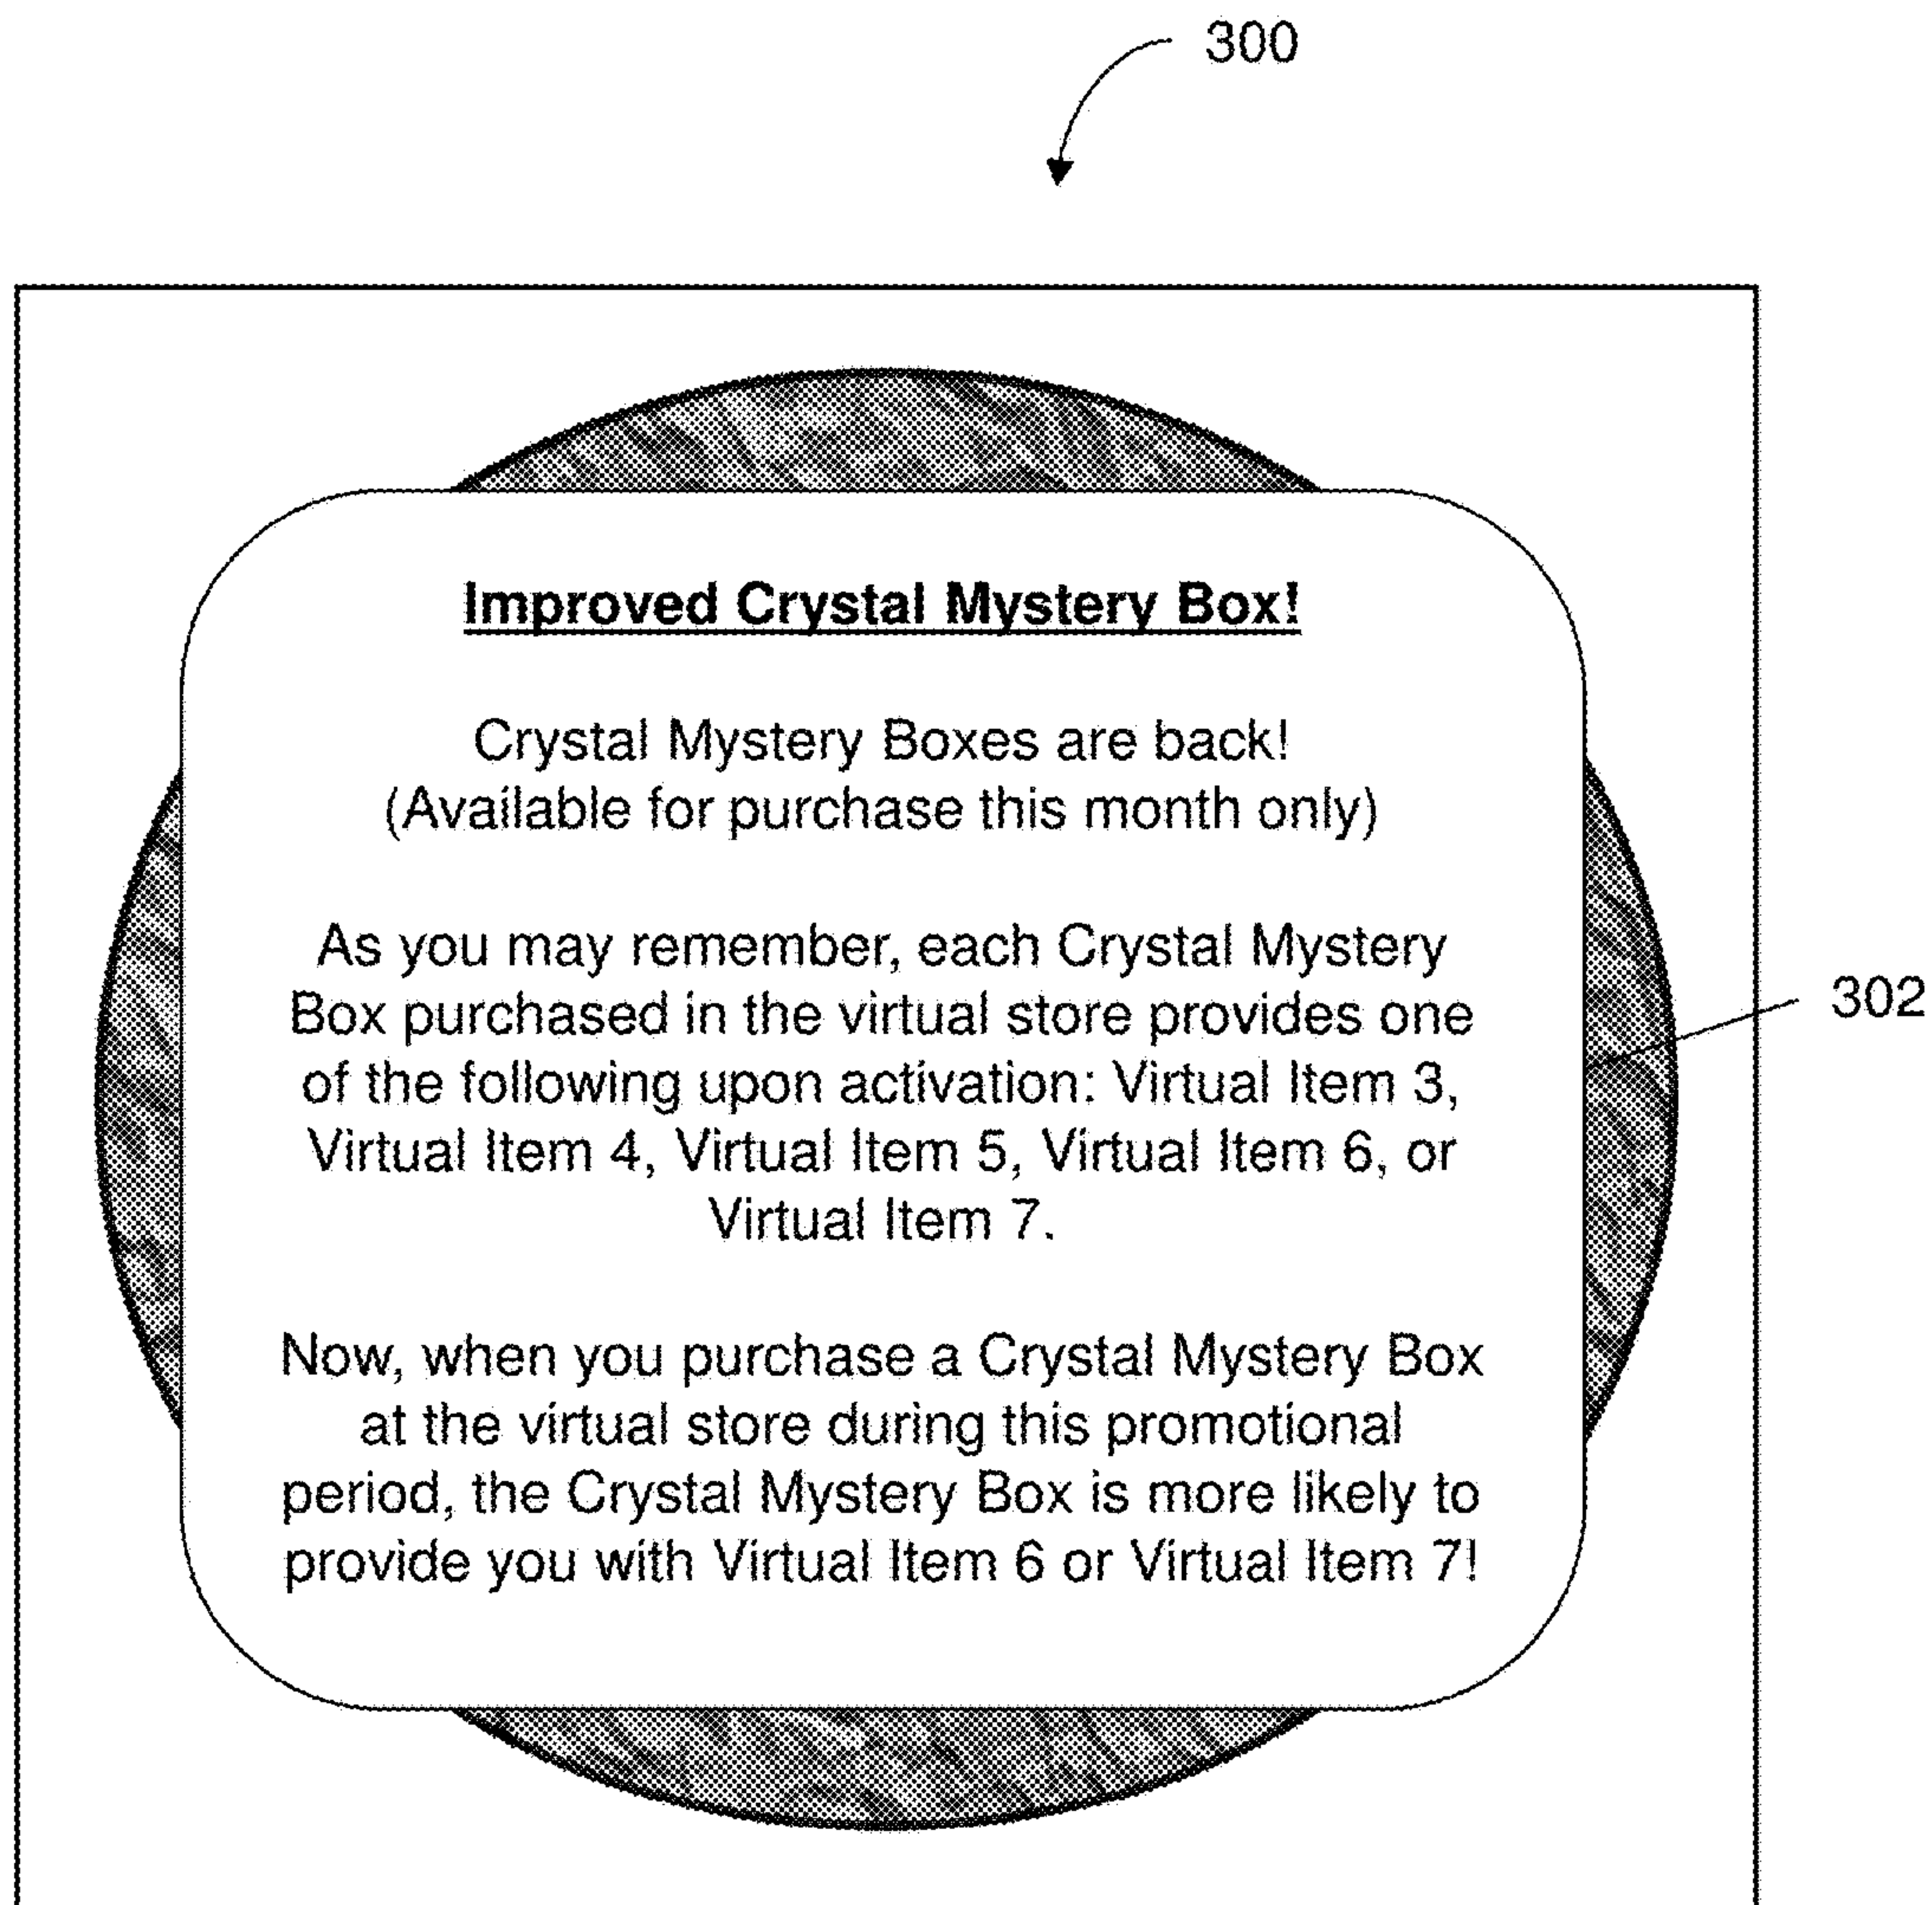 300
Improved Crystal Mystery Box!
Crystal Mystery Boxes are back!
(Available for purchase this month only)
As you may remember, each Crystal Mystery
Box purchased in the virtual store provides one
of the following upon activation: Virtual Item 3,
Virtual Item 4, Virtual Item 5, Virtual Item 6, or
Virtual Item 7.
Now, when you purchase a Crystal Mystery Box
at the virtual store during this promotional
period, the Crystal Mystery Box is more likely to
provide you with Virtual Item 6 or Virtual Item 7!
302